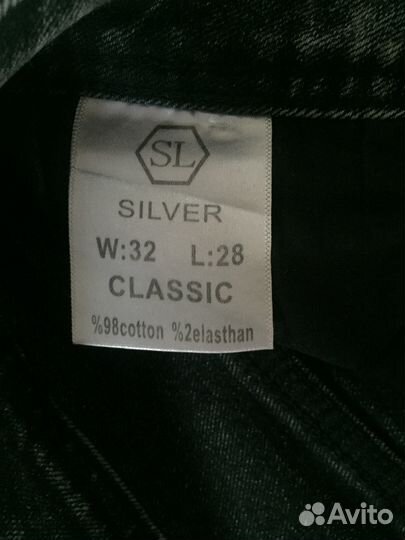 SL
SILVER
W:32 L:28
CLASSIC
%98cotton %2elasthan
Avito